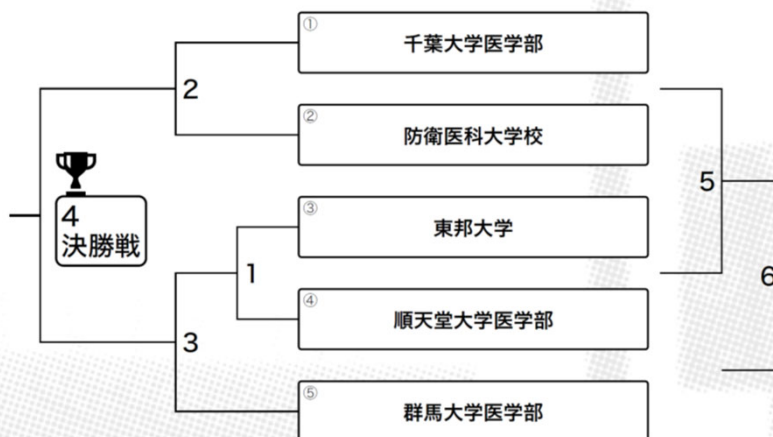 ①
千葉大学医学部
2
②
防衛医科大学校
5
4
決勝戦
③
東邦大学
1
6
④
順天堂大学医学部
3
⑤
群馬大学医学部